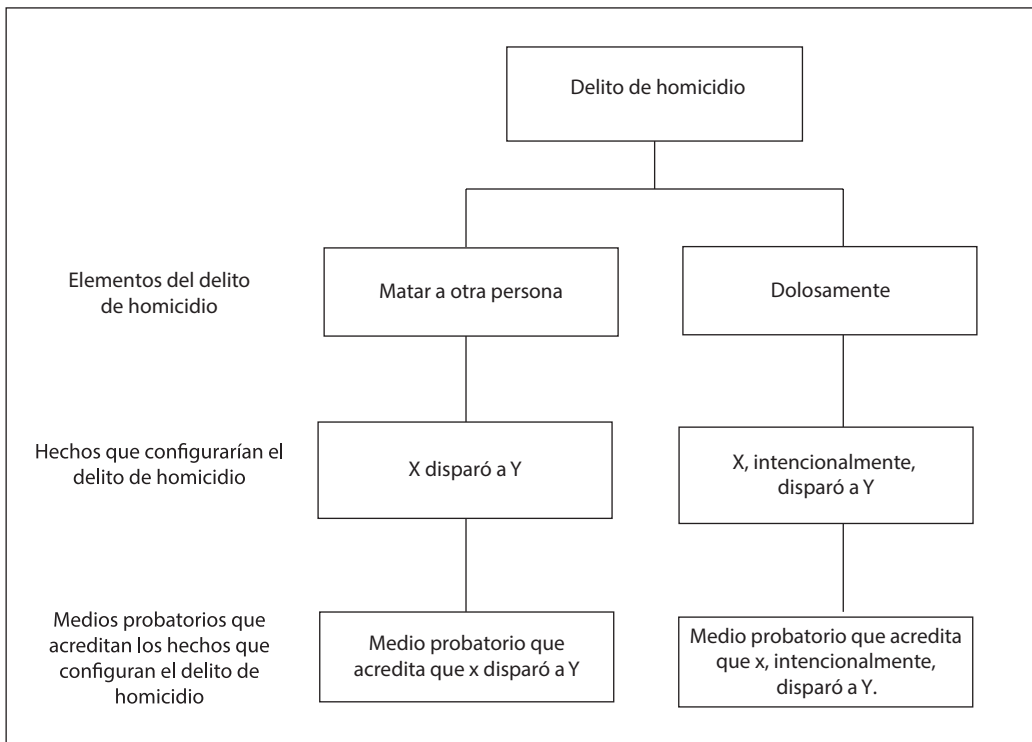 Delito de homicidio
Elementos del delito
de homicidio
Matar a otra persona
Dolosamente
Hechos que configurarían el
delito de homicidio
X disparó a Y
X, intencionalmente,
disparó a Y
Medios probatorios que
acreditan los hechos que
configuran el delito de
homicidio
Medio probatorio que
acredita que x disparó a Y
Medio probatorio que acredita
que x, intencionalmente,
disparó a Y.